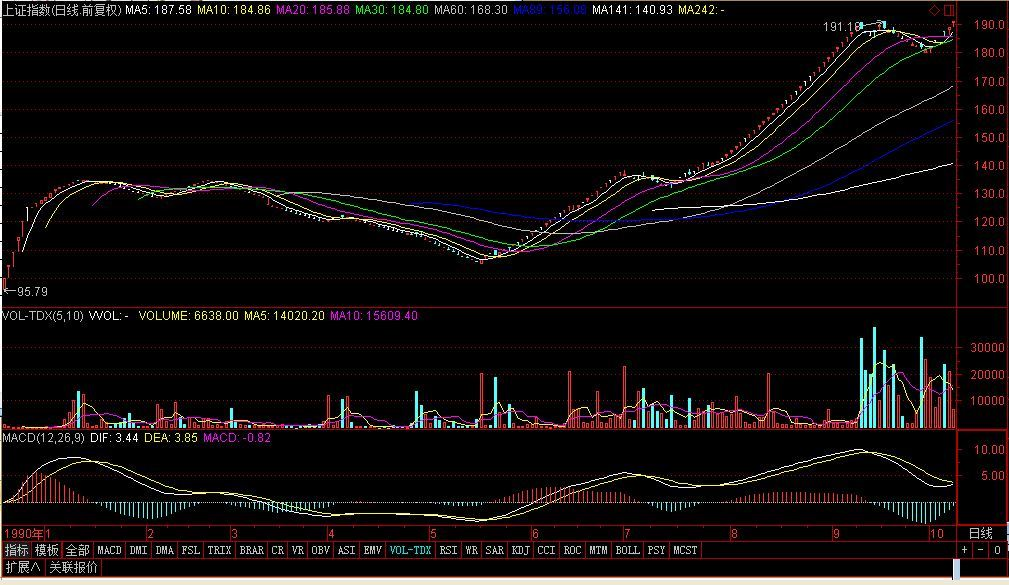 上证指数(日线.前复权) MA5: 187.58 MA10: 184.86 MA20: 185.88 MA30: 184.80 MA60: 168.30 MA89: 156.09 MA141: 140.93 MA242: -
191.18
190.0
180.0
170.0
160.0
150.0
140.0
130.0
120.0
110.0
100.0
←95.79
VOL-TDX(5,10) VVOL: - VOLUME: 6638.00 MA5: 14020.20 MA10: 15609.40
30000
20000
10000
MACD(12,26,9) DIF: 3.44 DEA: 3.85 MACD: -0.82
10.00
5.00
1990年1 2 3 4 5 6 7 8 9 10 日线
指标 模板 全部 MACD DMI DMA FSL TRIX BRAR CR VR OBV ASI EMV VOL-TDX RSI WR SAR KDJ CCI ROC MTM BOLL PSY MCST + - 0
扩展∧ 关联报价